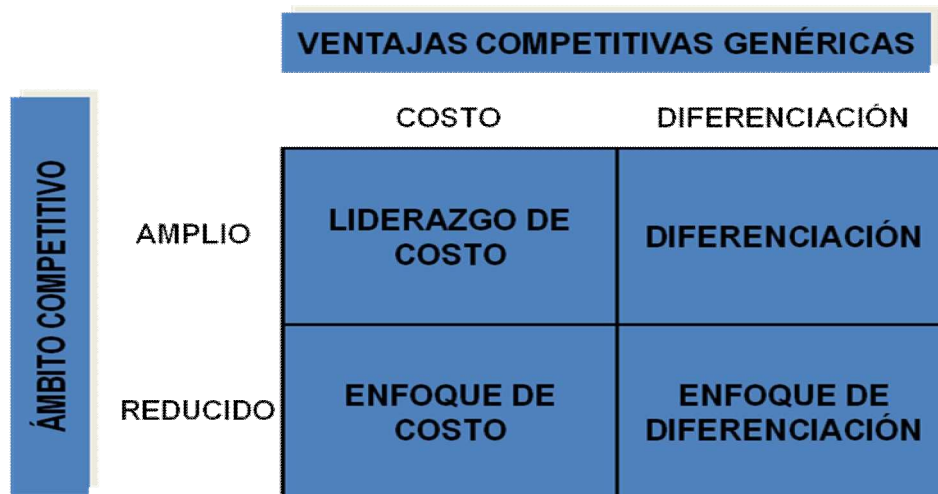 VENTAJAS COMPETITIVAS GENÉRICAS
COSTO
DIFERENCIACIÓN
ÁMBITO COMPETITIVO
AMPLIO
LIDERAZGO DE
COSTO
DIFERENCIACIÓN
REDUCIDO
ENFOQUE DE
COSTO
ENFOQUE DE
DIFERENCIACIÓN